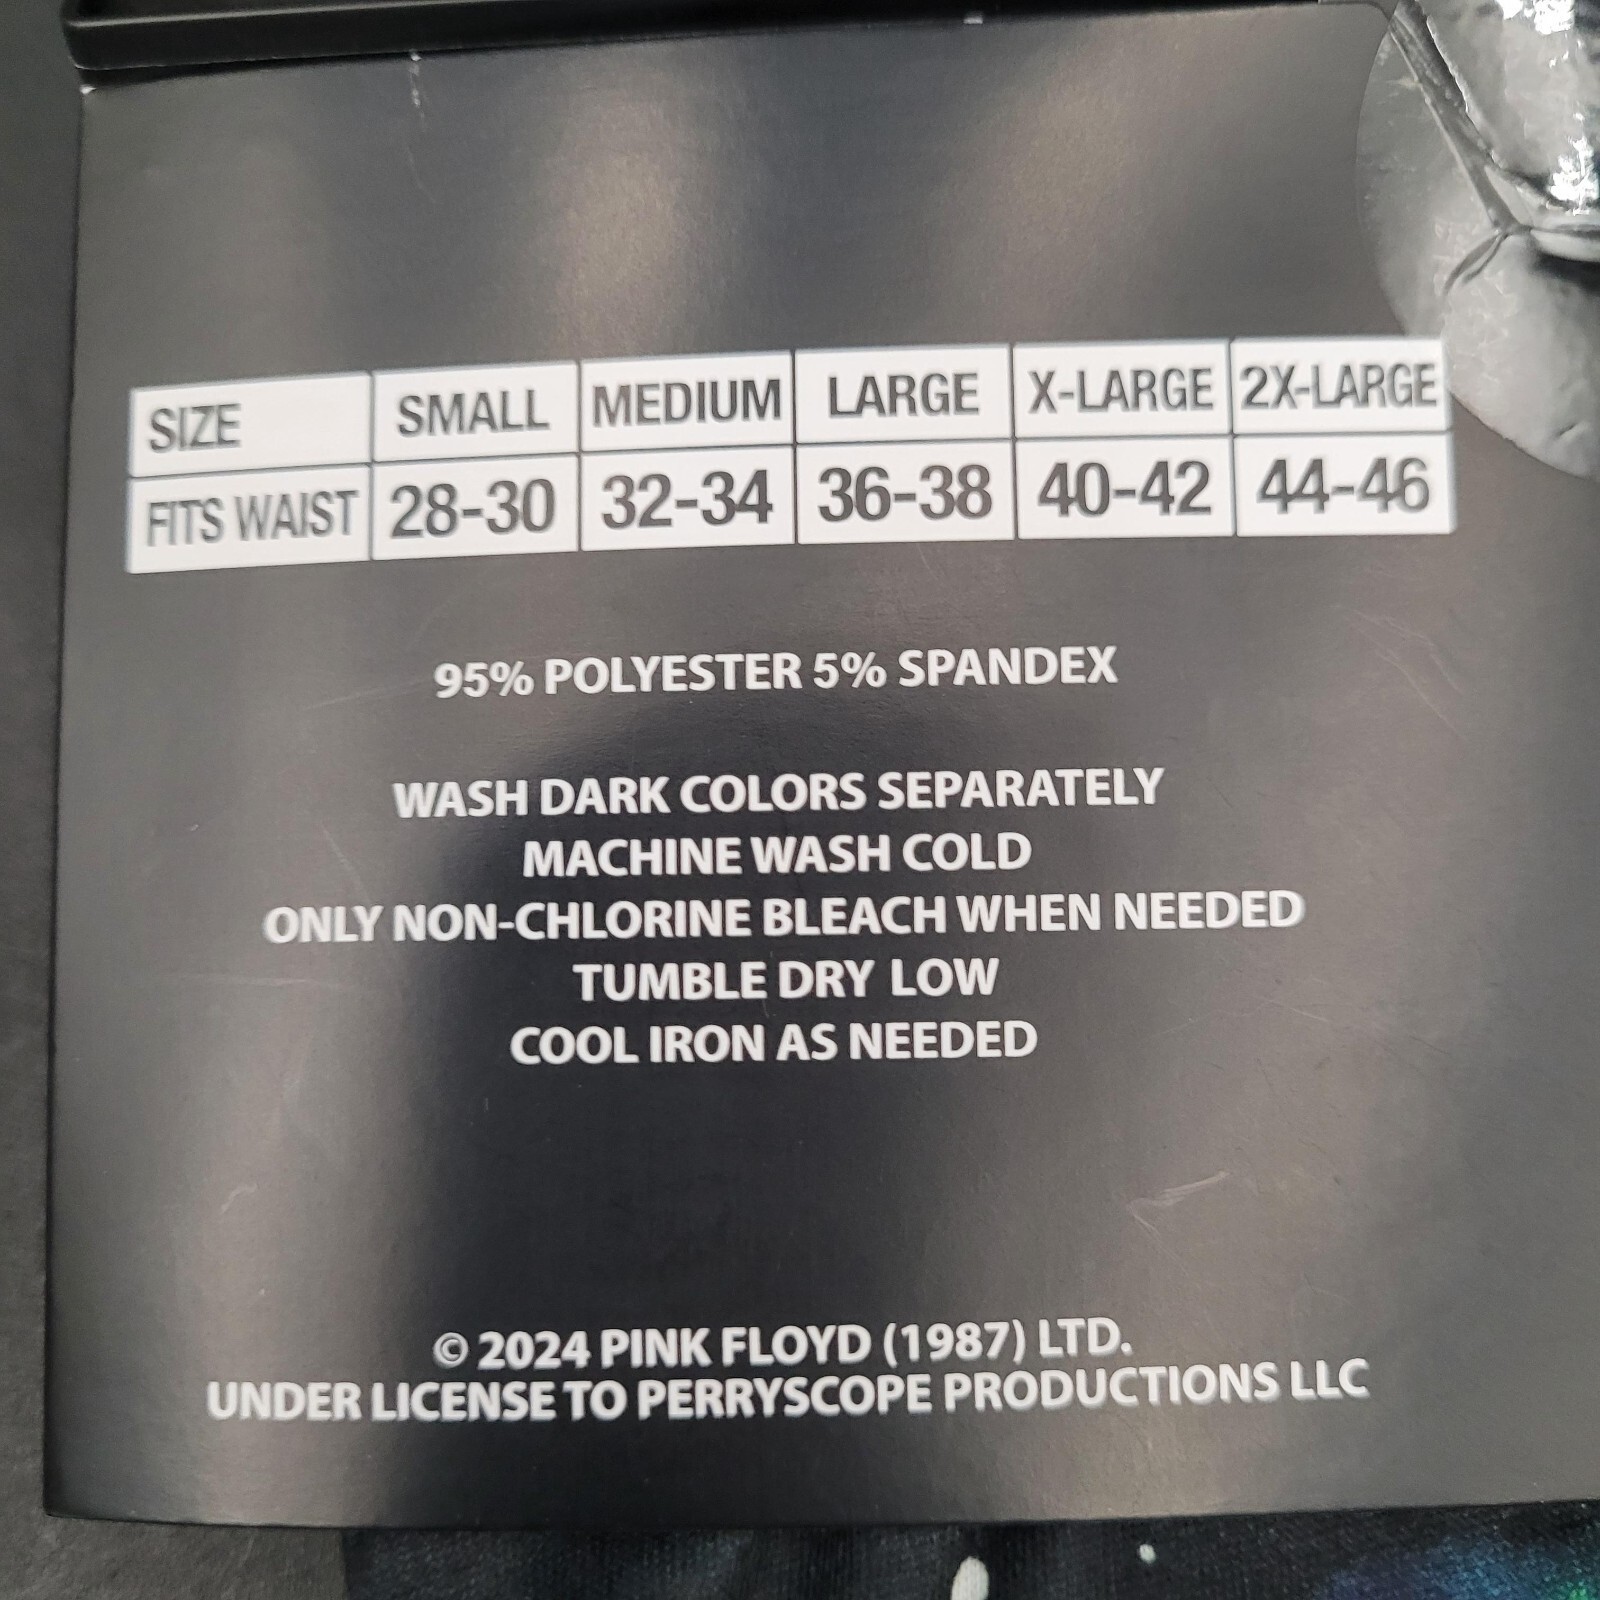 SIZE SMALL MEDIUM LARGE X-LARGE 2X-LARGE
FITS WAIST 28-30 32-34 36-38 40-42 44-46
95% POLYESTER 5% SPANDEX
WASH DARK COLORS SEPARATELY
MACHINE WASH COLD
ONLY NON-CHLORINE BLEACH WHEN NEEDED
TUMBLE DRY LOW
COOL IRON AS NEEDED
© 2024 PINK FLOYD (1987) LTD.
UNDER LICENSE TO PERRYSCOPE PRODUCTIONS LLC